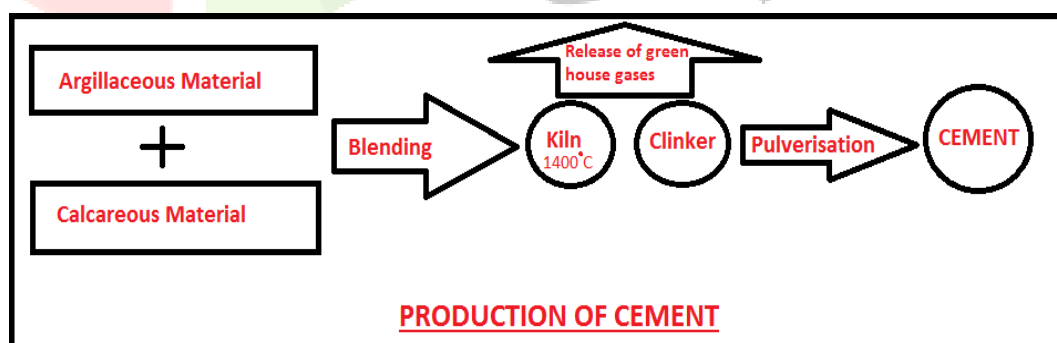 Argillaceous Material
+
Calcareous Material
Blending
Release of green
house gases
Kiln
1400°C
Clinker
Pulverisation
CEMENT
PRODUCTION OF CEMENT